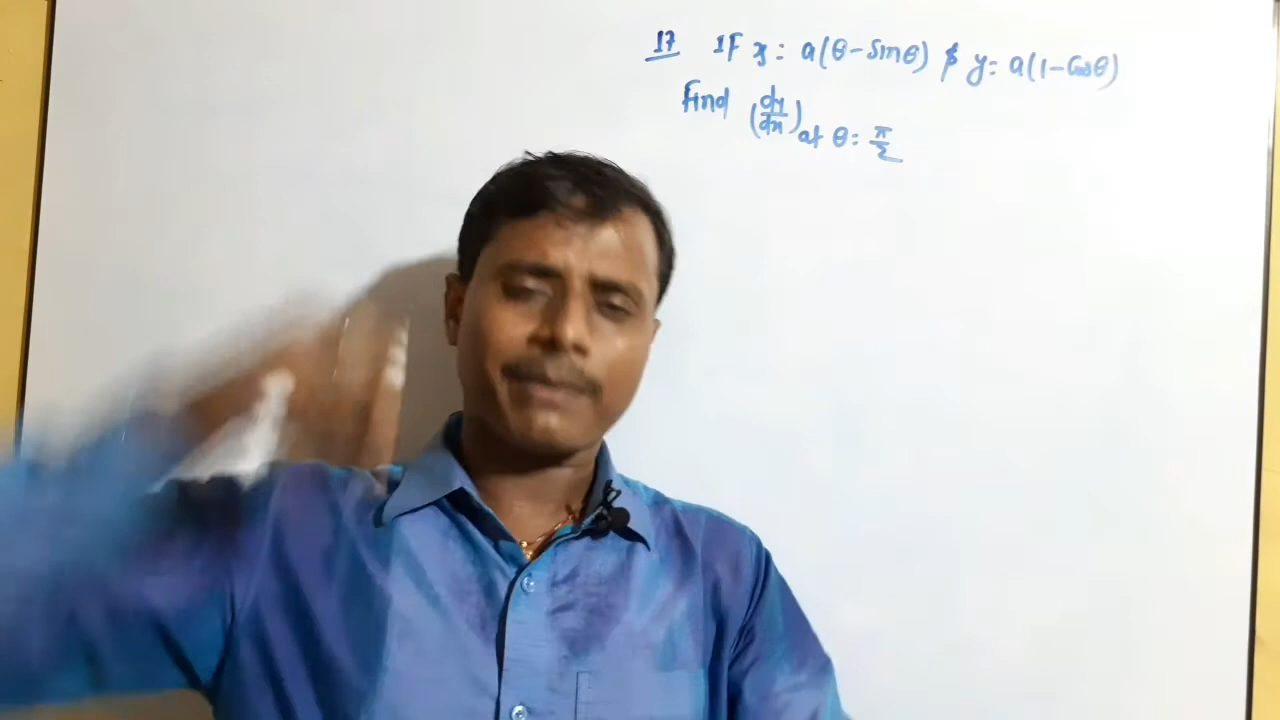 17 If x = a(θ - Sinθ) & y = a(1 - Cosθ)
Find (dy/dx) at θ = π/2